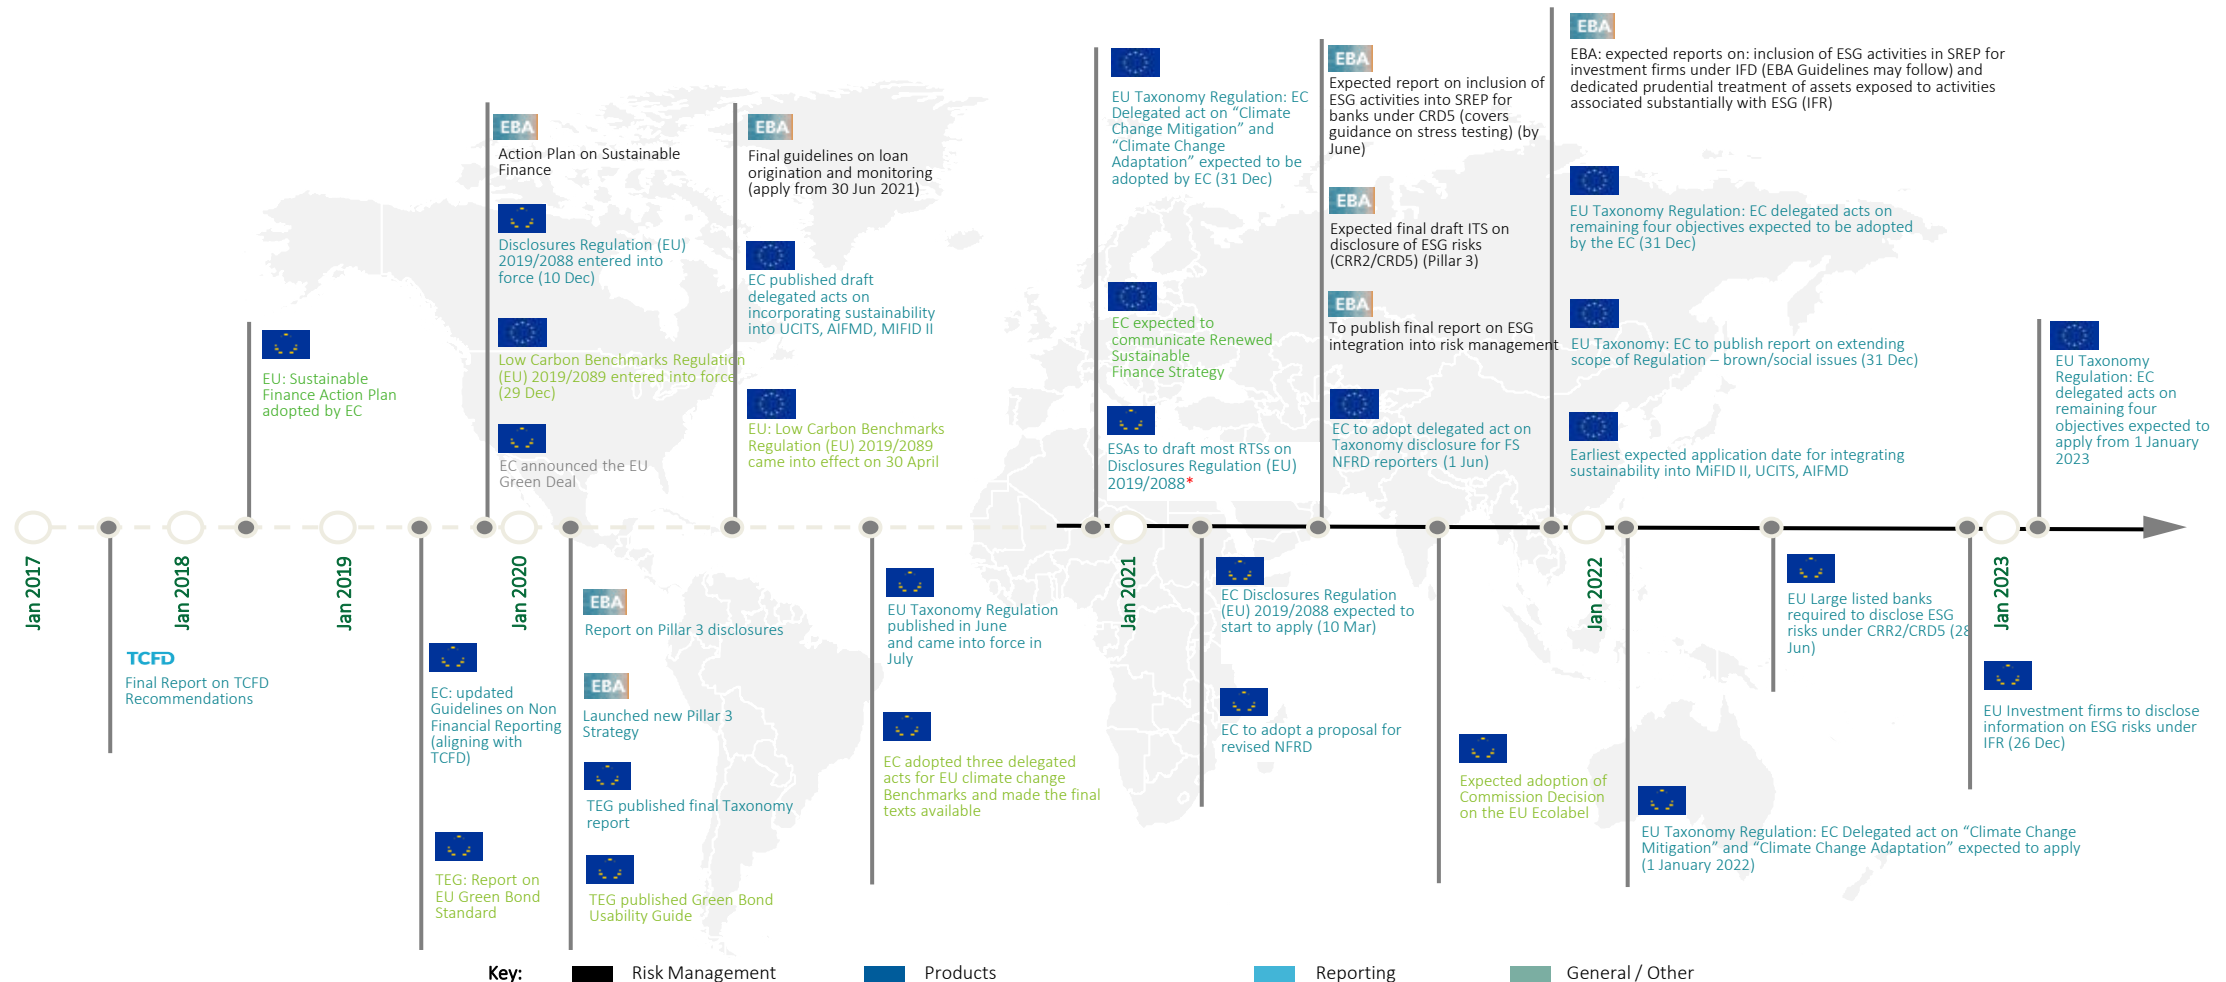 EBA
EBA: expected reports on: inclusion of ESG activities in SREP for
investment firms under IFD (EBA Guidelines may follow) and
dedicated prudential treatment of assets exposed to activities
associated substantially with ESG (IFR)
EU Taxonomy Regulation: EC delegated acts on
remaining four objectives expected to be adopted
by the EC (31 Dec)
EU Taxonomy: EC to publish report on extending
scope of Regulation – brown/social issues (31 Dec)
Earliest expected application date for integrating
sustainability into MiFID II, UCITS, AIFMD
EBA
Expected report on inclusion of
ESG activities into SREP for
banks under CRD5 (covers
guidance on stress testing) (by
June)
EBA
Expected final draft ITS on
disclosure of ESG risks
(CRR2/CRD5) (Pillar 3)
EBA
To publish final report on ESG
integration into risk management
EC to adopt delegated act on
Taxonomy disclosure for FS
NFRD reporters (1 Jun)
EU Taxonomy Regulation: EC
Delegated act on “Climate
Change Mitigation” and
“Climate Change
Adaptation” expected to be
adopted by EC (31 Dec)
EC expected to
communicate Renewed
Sustainable
Finance Strategy
ESAs to draft most RTSs on
Disclosures Regulation (EU)
2019/2088*
EBA
Final guidelines on loan
origination and monitoring
(apply from 30 Jun 2021)
EC published draft
delegated acts on
incorporating sustainability
into UCITS, AIFMD, MIFID II
EU: Low Carbon Benchmarks
Regulation (EU) 2019/2089
came into effect on 30 April
EBA
Action Plan on Sustainable
Finance
Disclosures Regulation (EU)
2019/2088 entered into
force (10 Dec)
Low Carbon Benchmarks Regulation
(EU) 2019/2089 entered into force
(29 Dec)
EC announced the EU
Green Deal
EU: Sustainable
Finance Action Plan
adopted by EC
EU Taxonomy
Regulation: EC
delegated acts on
remaining four
objectives expected to
apply from 1 January
2023
Jan 2017
Jan 2018
Jan 2019
Jan 2020
Jan 2021
Jan 2022
Jan 2023
TCFD
Final Report on TCFD
Recommendations
EC: updated
Guidelines on Non
Financial Reporting
(aligning with
TCFD)
TEG: Report on
EU Green Bond
Standard
EBA
Report on Pillar 3 disclosures
EBA
Launched new Pillar 3
Strategy
TEG published final Taxonomy
report
TEG published Green Bond
Usability Guide
EU Taxonomy Regulation
published in June
and came into force in
July
EC adopted three delegated
acts for EU climate change
Benchmarks and made the final
texts available
EC Disclosures Regulation
(EU) 2019/2088 expected to
start to apply (10 Mar)
EC to adopt a proposal for
revised NFRD
Expected adoption of
Commission Decision
on the EU Ecolabel
EU Taxonomy Regulation: EC Delegated act on “Climate Change
Mitigation” and “Climate Change Adaptation” expected to apply
(1 January 2022)
EU Large listed banks
required to disclose ESG
risks under CRR2/CRD5 (28
Jun)
EU Investment firms to disclose
information on ESG risks under
IFR (26 Dec)
Key:
Risk Management
Products
Reporting
General / Other